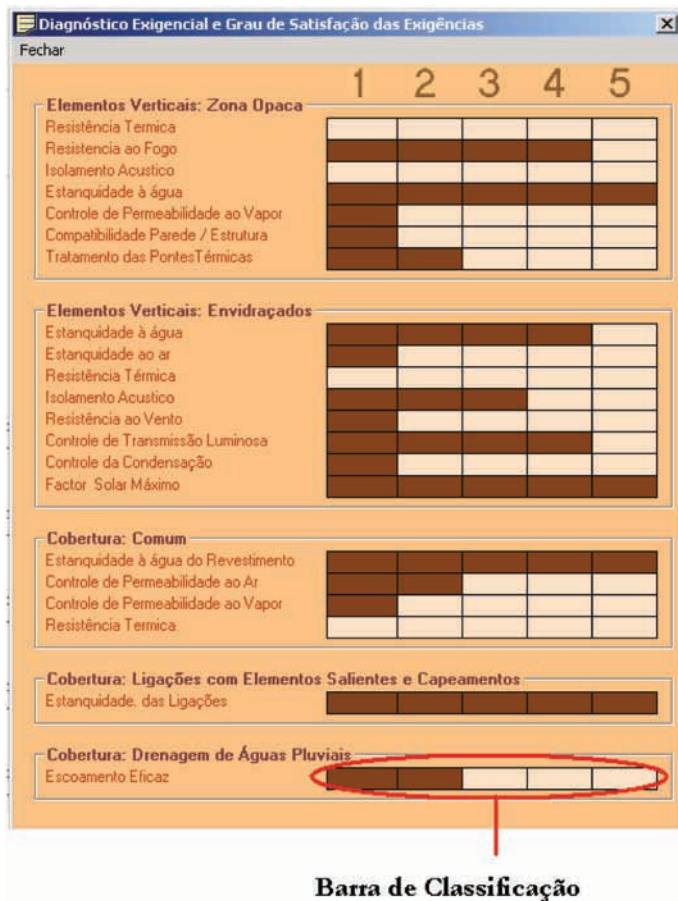 Diagnóstico Exigencial e Grau de Satisfação das Exigências
Fechar
1 2 3 4 5
Elementos Verticais: Zona Opaca
Resistência Termica
Resistencia ao Fogo
Isolamento Acustico
Estanquidade à água
Controle de Permeabilidade ao Vapor
Compatibilidade Parede / Estrutura
Tratamento das PontesTérmicas
Elementos Verticais: Envidraçados
Estanquidade à água
Estanquidade ao ar
Resistência Térmica
Isolamento Acustico
Resistência ao Vento
Controle de Transmissão Luminosa
Controle da Condensação
Factor Solar Máximo
Cobertura: Comum
Estanquidade à água do Revestimento
Controle de Permeabilidade ao Ar
Controle de Permeabilidade ao Vapor
Resistência Termica
Cobertura: Ligações com Elementos Salientes e Capeamentos
Estanquidade. das Ligações
Cobertura: Drenagem de Águas Pluviais
Escoamento Eficaz
Barra de Classificação